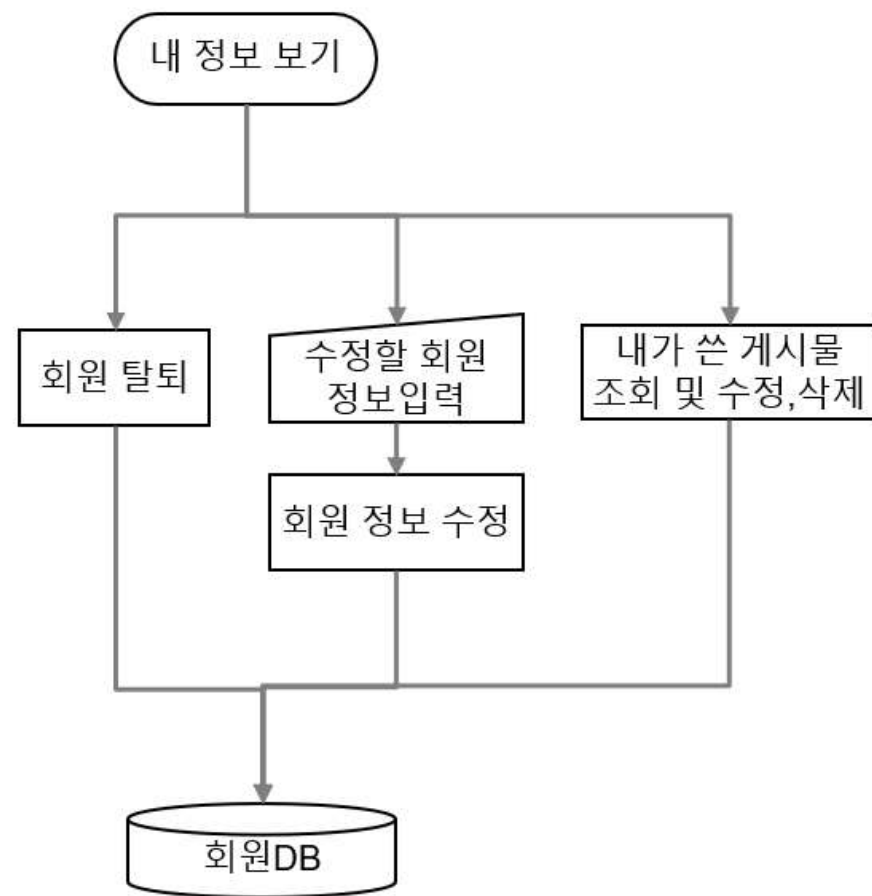 내 정보 보기
회원 탈퇴
수정할 회원
정보입력
내가 쓴 게시물
조회 및 수정,삭제
회원 정보 수정
회원DB